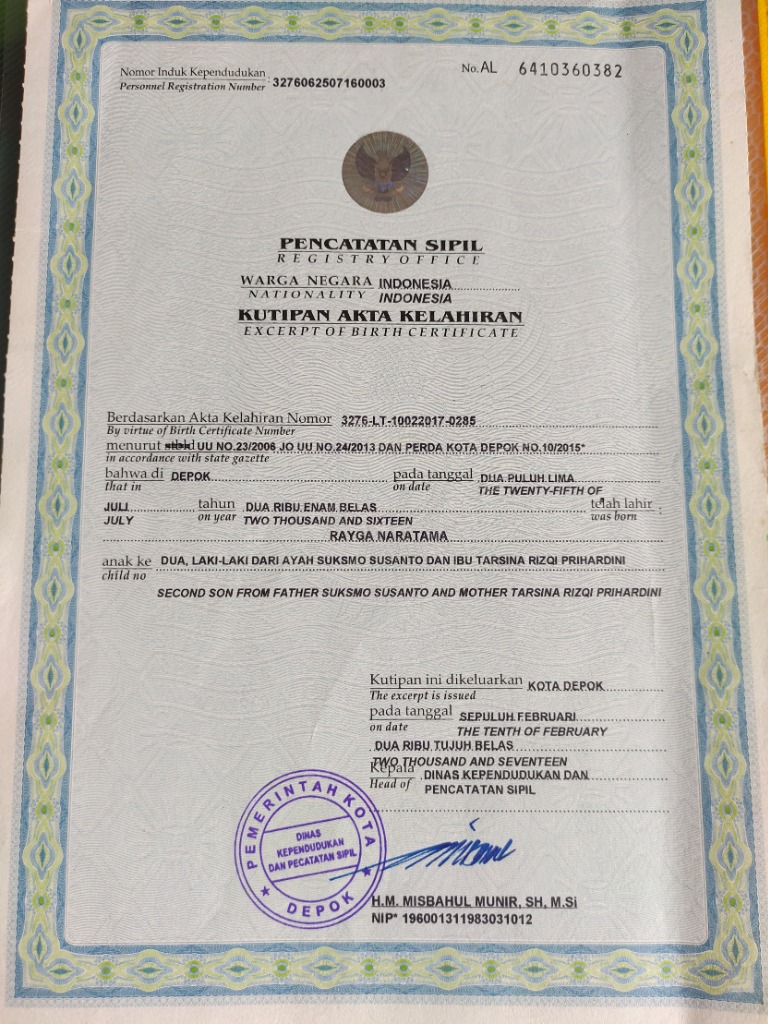 Nomor Induk Kependudukan : 3276062507160003
Personnel Registration Number
No. AL 6410360382
PENCATATAN SIPIL
REGISTRY OFFICE
WARGA NEGARA INDONESIA
NATIONALITY INDONESIA
KUTIPAN AKTA KELAHIRAN
EXCERPT OF BIRTH CERTIFICATE
Berdasarkan Akta Kelahiran Nomor 3276-LT-10022017-0285
By virtue of Birth Certificate Number
menurut stbld UU NO.23/2006 JO UU NO.24/2013 DAN PERDA KOTA DEPOK NO.10/2015*
in accordance with state gazette
bahwa di DEPOK pada tanggal DUA PULUH LIMA
that in on date THE TWENTY-FIFTH OF
JULI tahun DUA RIBU ENAM BELAS telah lahir :
JULY on year TWO THOUSAND AND SIXTEEN was born
RAYGA NARATAMA
anak ke DUA, LAKI-LAKI DARI AYAH SUKSMO SUSANTO DAN IBU TARSINA RIZQI PRIHARDINI
child no
SECOND SON FROM FATHER SUKSMO SUSANTO AND MOTHER TARSINA RIZQI PRIHARDINI
Kutipan ini dikeluarkan KOTA DEPOK
The excerpt is issued
pada tanggal SEPULUH FEBRUARI
on date THE TENTH OF FEBRUARY
DUA RIBU TUJUH BELAS
TWO THOUSAND AND SEVENTEEN
Kepala DINAS KEPENDUDUKAN DAN
Head of PENCATATAN SIPIL
PEMERINTAH KOTA
DINAS
KEPENDUDUKAN
DAN PECATATAN SIPIL
DEPOK
H.M. MISBAHUL MUNIR, SH, M.Si
NIP* 196001311983031012